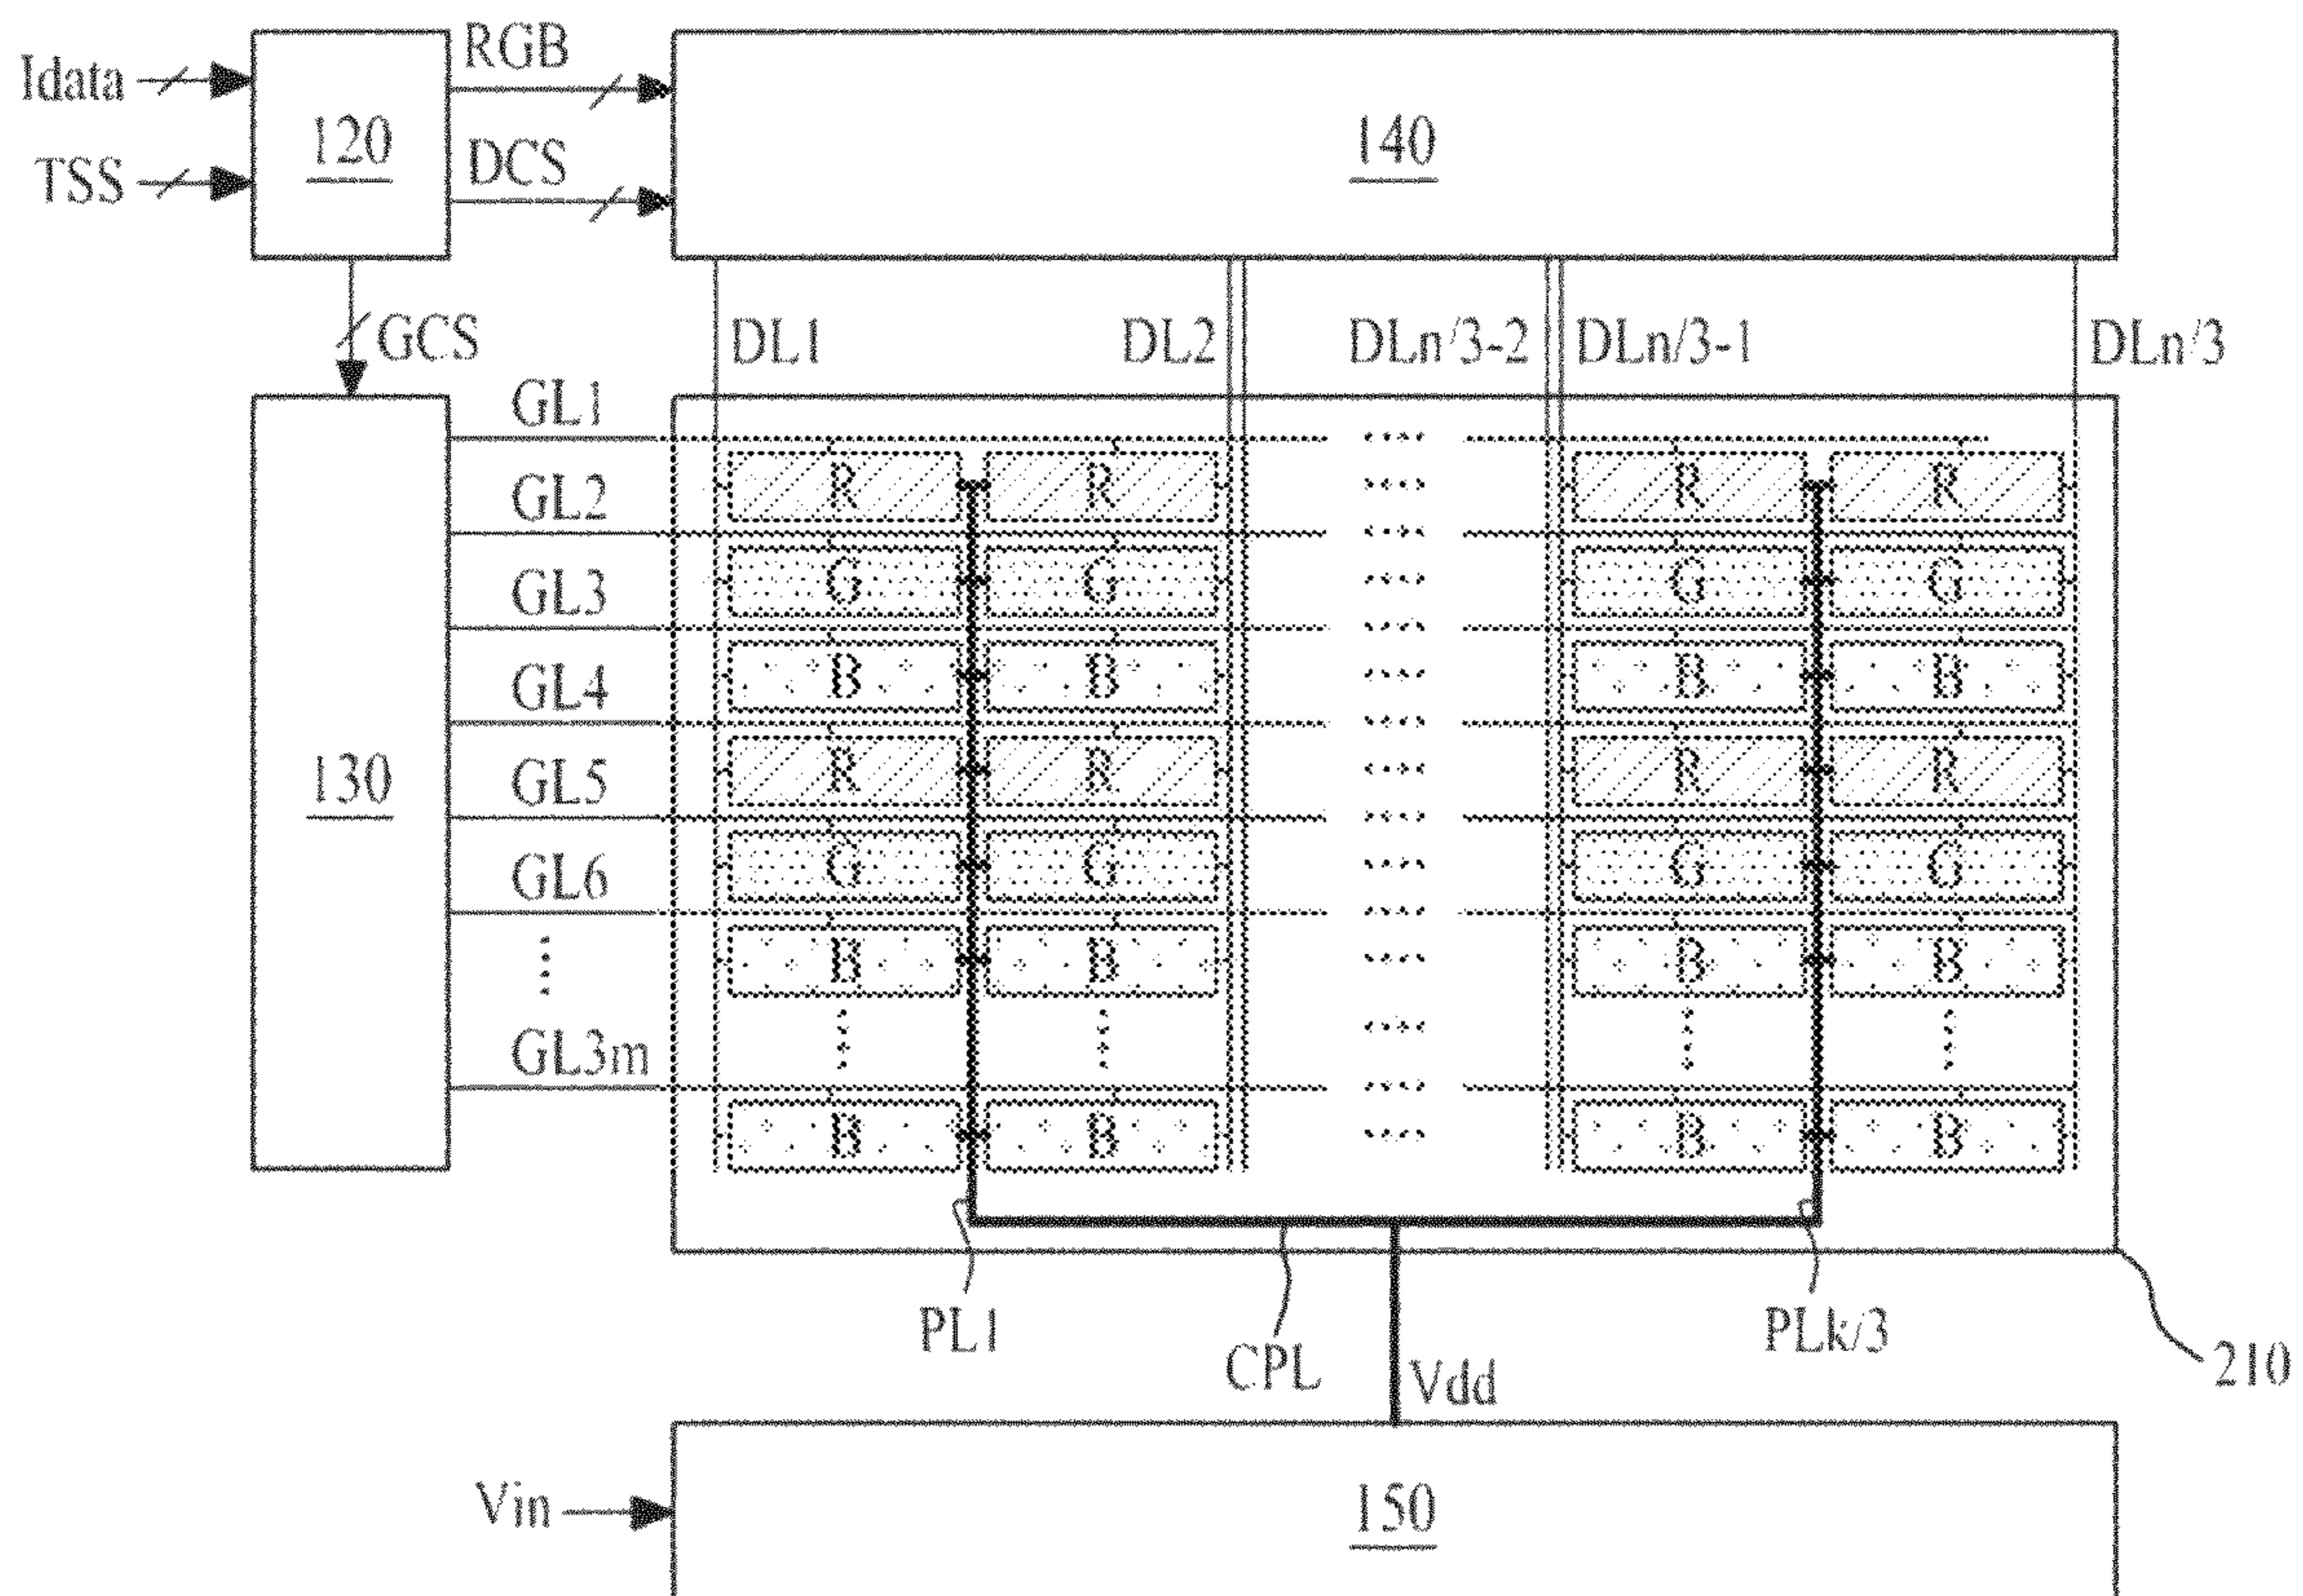 Idata
TSS
120
RGB
DCS
140
GCS
DL1 DL2 DLn/3-2 DLn/3-1 DLn/3
130
GL1
R R R R
GL2
G G G G
GL3
B B B B
GL4
R R R R
GL5
G G G G
GL6
B B B B
GL3m
B B B B
PL1 CPL Vdd PLk/3 210
Vin
150